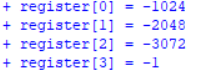 + register[0] = -1024
+ register[1] = -2048
+ register[2] = -3072
+ register[3] = -1